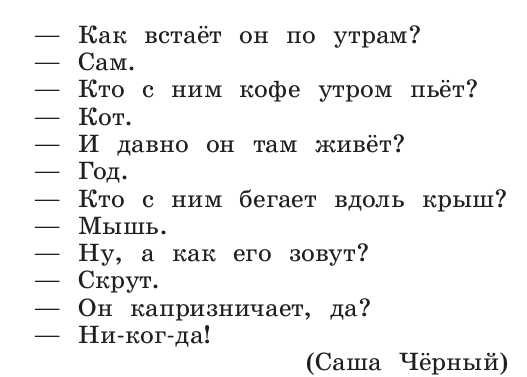 — Как встаёт он по утрам?
— Сам.
— Кто с ним кофе утром пьёт?
— Кот.
— И давно он там живёт?
— Год.
— Кто с ним бегает вдоль крыш?
— Мышь.
— Ну, а как его зовут?
— Скрут.
— Он капризничает, да?
— Ни-ког-да!
(Саша Чёрный)